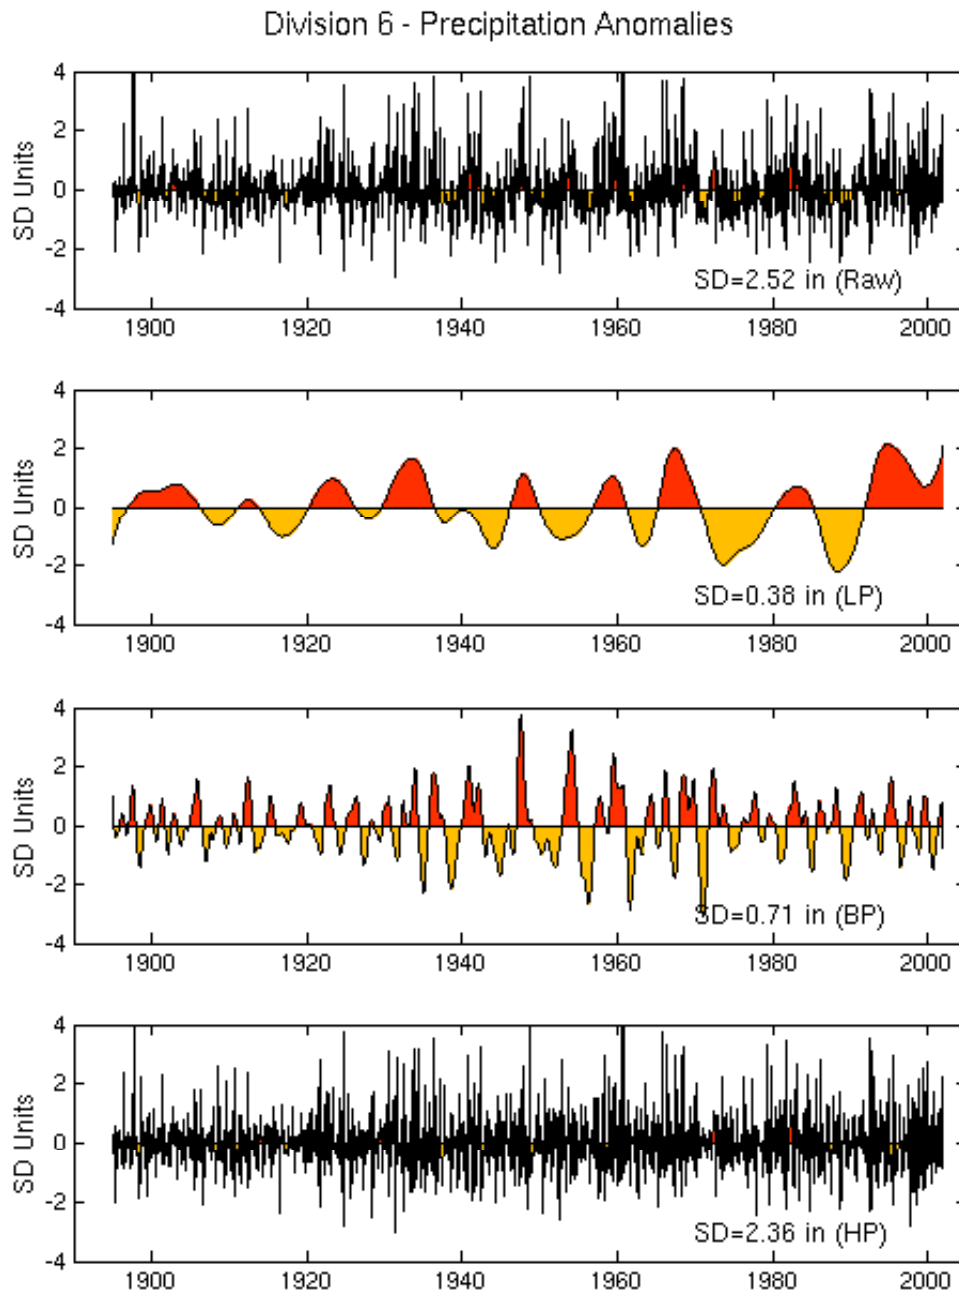 Division 6 - Precipitation Anomalies
4
2
0
-2
-4
SD Units
SD=2.52 in (Raw)
1900 1920 1940 1960 1980 2000
4
2
0
-2
-4
SD Units
SD=0.38 in (LP)
1900 1920 1940 1960 1980 2000
4
2
0
-2
-4
SD Units
SD=0.71 in (BP)
1900 1920 1940 1960 1980 2000
4
2
0
-2
-4
SD Units
SD=2.36 in (HP)
1900 1920 1940 1960 1980 2000